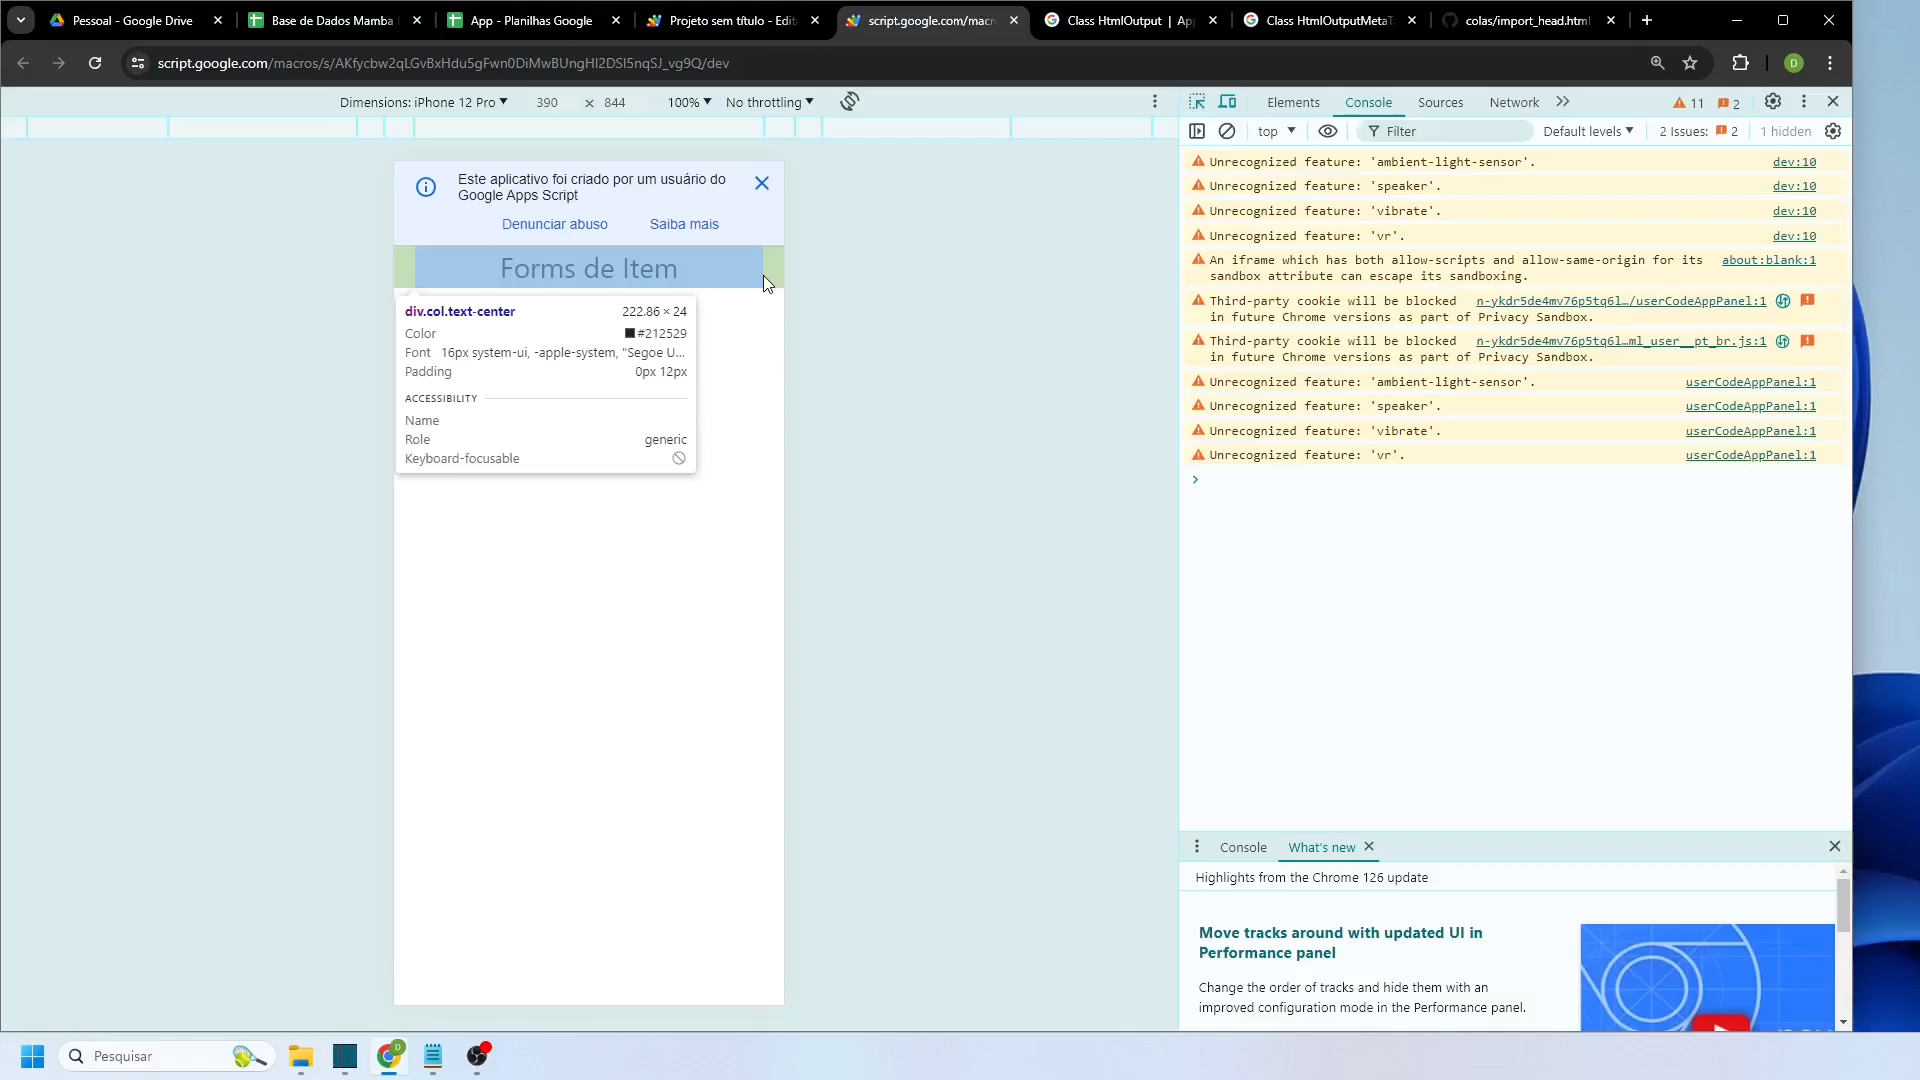 Pessoal - Google Drive
Base de Dados Mamba
App - Planilhas Google
Projeto sem título - Edit
script.google.com/macr
Class HtmlOutput | App
Class HtmlOutputMetaT
colas/import_head.html
script.google.com/macros/s/AKfycbw2qLGvBxHdu5gFwn0DiMwBUngHI2DSI5nqSJ_vg9Q/dev
D
Dimensions: iPhone 12 Pro
390
×
844
100%
No throttling
Elements
Console
Sources
Network
11
2
top
Filter
Default levels
2 Issues:
2
1 hidden
Este aplicativo foi criado por um usuário do
Google Apps Script
Denunciar abuso
Saiba mais
Forms de Item
div.col.text-center
222.86 × 24
Color
#212529
Font
16px system-ui, -apple-system, "Segoe U...
Padding
0px 12px
ACCESSIBILITY
Name
Role
generic
Keyboard-focusable
Unrecognized feature: 'ambient-light-sensor'.
dev:10
Unrecognized feature: 'speaker'.
dev:10
Unrecognized feature: 'vibrate'.
dev:10
Unrecognized feature: 'vr'.
dev:10
An iframe which has both allow-scripts and allow-same-origin for its
about:blank:1
sandbox attribute can escape its sandboxing.
Third-party cookie will be blocked
n-ykdr5de4mv76p5tq6l…/userCodeAppPanel:1
in future Chrome versions as part of Privacy Sandbox.
Third-party cookie will be blocked
n-ykdr5de4mv76p5tq6l…ml_user__pt_br.js:1
in future Chrome versions as part of Privacy Sandbox.
Unrecognized feature: 'ambient-light-sensor'.
userCodeAppPanel:1
Unrecognized feature: 'speaker'.
userCodeAppPanel:1
Unrecognized feature: 'vibrate'.
userCodeAppPanel:1
Unrecognized feature: 'vr'.
userCodeAppPanel:1
Console
What's new
Highlights from the Chrome 126 update
Move tracks around with updated UI in
Performance panel
Change the order of tracks and hide them with an
improved configuration mode in the Performance panel.
Pesquisar
D